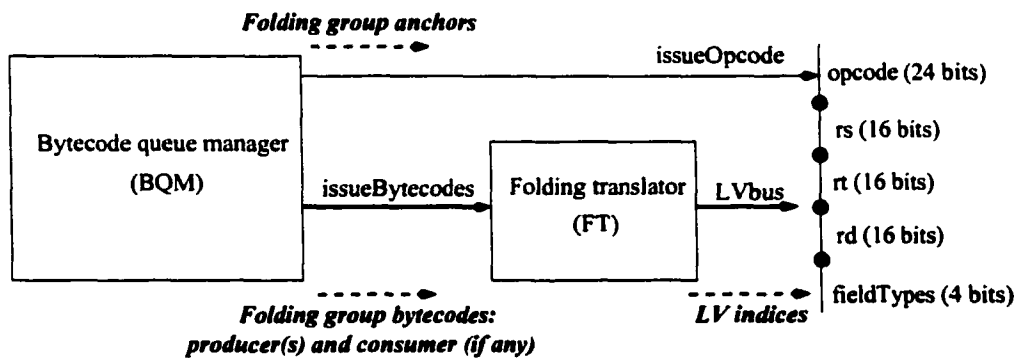 Folding group anchors
issueOpcode
opcode (24 bits)
Bytecode queue manager
(BQM)
rs (16 bits)
issueBytecodes
Folding translator
(FT)
LVbus
rt (16 bits)
rd (16 bits)
fieldTypes (4 bits)
Folding group bytecodes:
producer(s) and consumer (if any)
LV indices